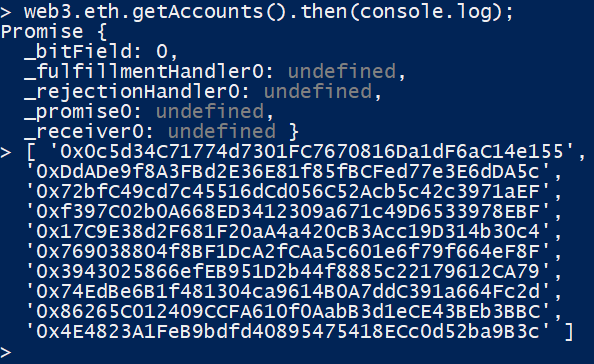 > web3.eth.getAccounts().then(console.log);
Promise {
  _bitField: 0,
  _fulfillmentHandler0: undefined,
  _rejectionHandler0: undefined,
  _promise0: undefined,
  _receiver0: undefined }
> [ '0x0c5d34C71774d7301FC7670816Da1dF6aC14e155',
  '0xDdADe9f8A3FBd2E36E81f85fBCFed77e3E6dDA5c',
  '0x72bfC49cd7c45516dCd056C52Acb5c42c3971aEF',
  '0xf397C02b0A668ED3412309a671c49D6533978EBF',
  '0x17C9E38d2F681F20aA4a420cB3Acc19D314b30c4',
  '0x769038804f8BF1DcA2fCAa5c601e6f79f664eF8F',
  '0x3943025866efEB951D2b44f8885c22179612CA79',
  '0x74EdBe6B1f481304ca9614B0A7ddC391a664Fc2d',
  '0x86265C012409CCFA610f0AabB3d1eCE43BEb3BBC',
  '0x4E4823A1FeB9bdfd40895475418ECc0d52ba9B3c' ]
>